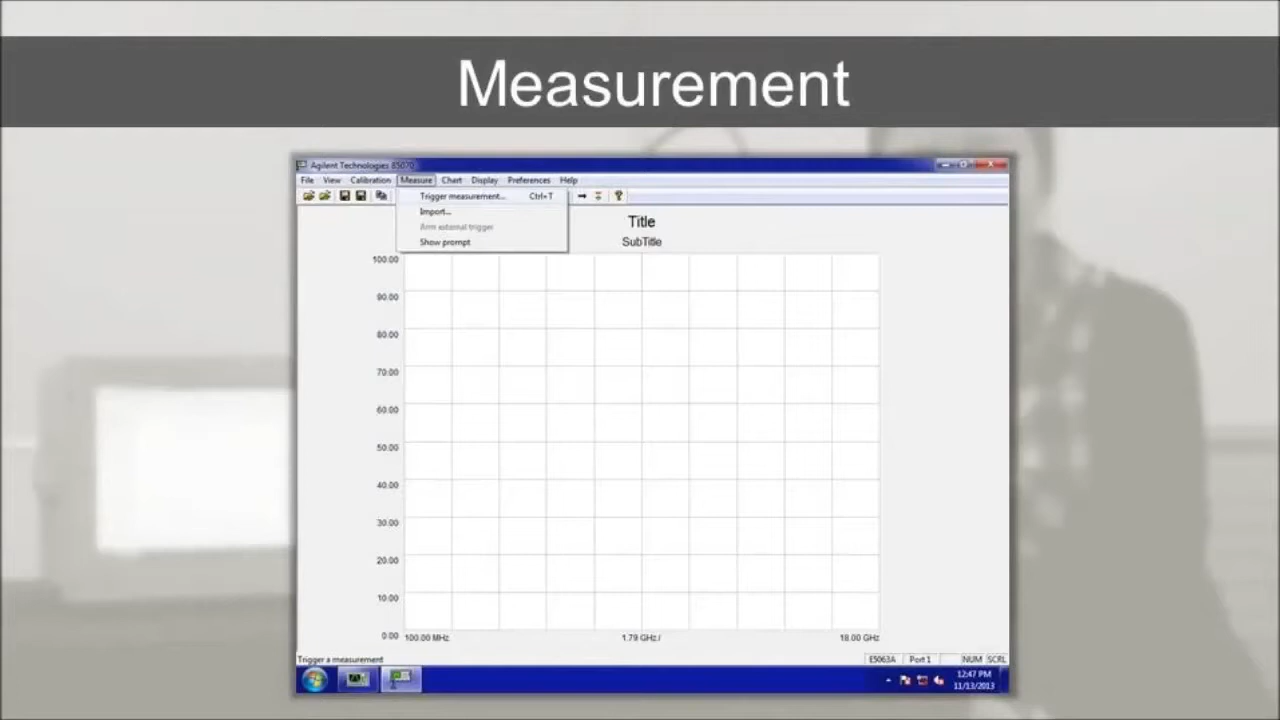 Measurement
Agilent Technologies 85070
File View Calibration Measure Chart Display Preferences Help
Trigger measurement... Ctrl+T
Import...
Arm external trigger
Show prompt
Title
SubTitle
100.00
90.00
80.00
70.00
60.00
50.00
40.00
30.00
20.00
10.00
0.00
100.00 MHz 1.79 GHz/ 18.00 GHz
Trigger a measurement E5063A Port 1 NUM SCRL
12:47 PM
11/13/2013